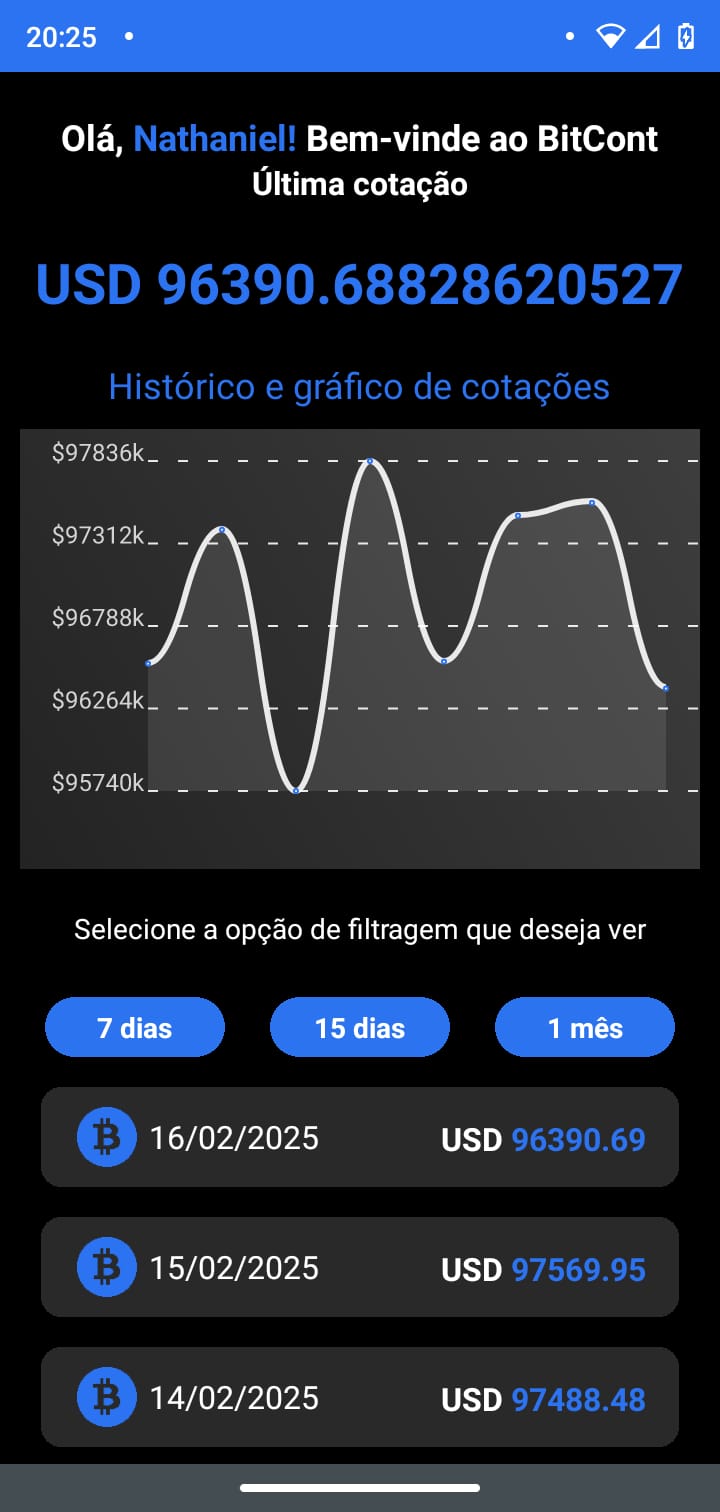 20:25
Olá, Nathaniel! Bem-vinde ao BitCont
Última cotação
USD 96390.68828620527
Histórico e gráfico de cotações
$97836k
$97312k
$96788k
$96264k
$95740k
Selecione a opção de filtragem que deseja ver
7 dias 15 dias 1 mês
16/02/2025 USD 96390.69
15/02/2025 USD 97569.95
14/02/2025 USD 97488.48